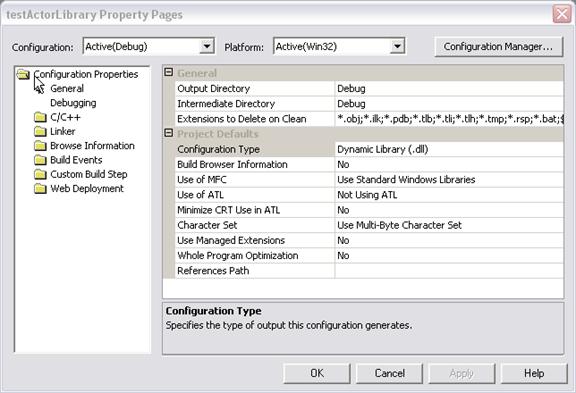 testActorLibrary Property Pages
Configuration: Active(Debug) Platform: Active(Win32) Configuration Manager...
Configuration Properties
General
Debugging
C/C++
Linker
Browse Information
Build Events
Custom Build Step
Web Deployment
General
Output Directory Debug
Intermediate Directory Debug
Extensions to Delete on Clean *.obj;*.ilk;*.pdb;*.tlb;*.tli;*.tlh;*.tmp;*.rsp;*.bat;$
Project Defaults
Configuration Type Dynamic Library (.dll)
Build Browser Information No
Use of MFC Use Standard Windows Libraries
Use of ATL Not Using ATL
Minimize CRT Use in ATL No
Character Set Use Multi-Byte Character Set
Use Managed Extensions No
Whole Program Optimization No
References Path
Configuration Type
Specifies the type of output this configuration generates.
OK Cancel Apply Help